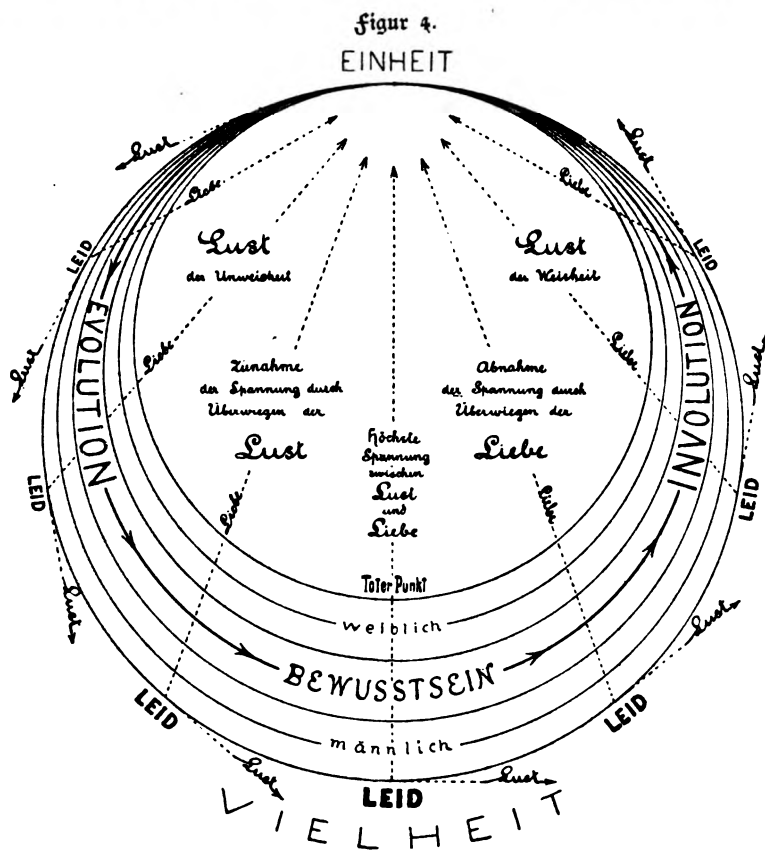 Figur 4.
EINHEIT
Lust
Lust
Liebe
Liebe
LEID
LEID
Lust
der Unweisheit
Lust
der Weisheit
EVOLUTION
INVOLUTION
Lust
Liebe
Liebe
Lust
Zunahme
der Spannung durch
Überwiegen der
Lust
Abnahme
der Spannung durch
Überwiegen der
Liebe
Höchste
Spannung
zwischen
Lust
und
Liebe
LEID
LEID
Liebe
Liebe
Toter Punkt
weiblich
Lust
Lust
BEWUSSTSEIN
LEID
LEID
männlich
Lust
Lust
LEID
VIELHEIT